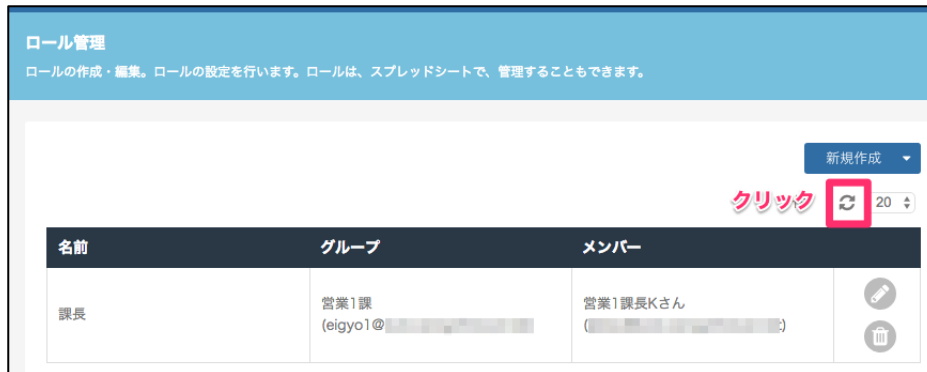 ロール管理
ロールの作成・編集。ロールの設定を行います。ロールは、スプレッドシートで、管理することもできます。
新規作成
クリック
20
名前 グループ メンバー
課長 営業1課 営業1課長Kさん
(eigyo1@ ( )